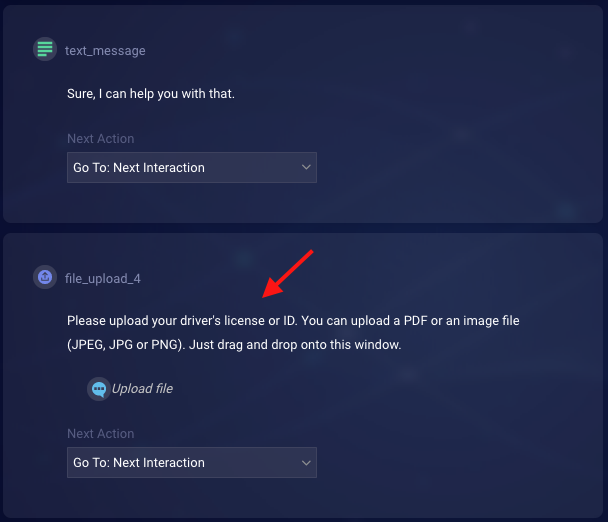 text_message
Sure, I can help you with that.
Next Action
Go To: Next Interaction
file_upload_4
Please upload your driver's license or ID. You can upload a PDF or an image file
(JPEG, JPG or PNG). Just drag and drop onto this window.
Upload file
Next Action
Go To: Next Interaction